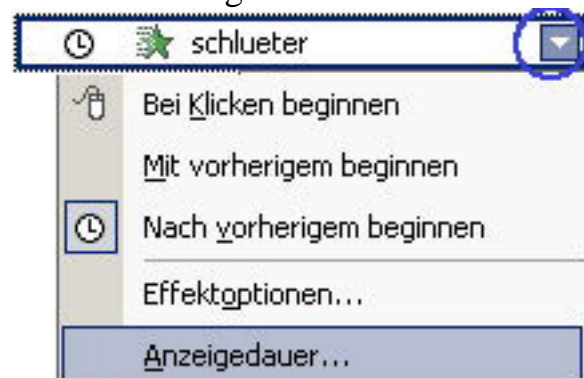 schlueter
Bei Klicken beginnen
Mit vorherigem beginnen
Nach vorherigem beginnen
Effektoptionen...
Anzeigedauer...